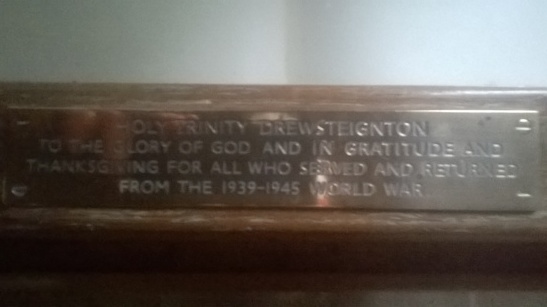 HOLY TRINITY DREWSTEIGNTON
TO THE GLORY OF GOD AND IN GRATITUDE AND
THANKSGIVING FOR ALL WHO SERVED AND RETURNED
FROM THE 1939-1945 WORLD WAR